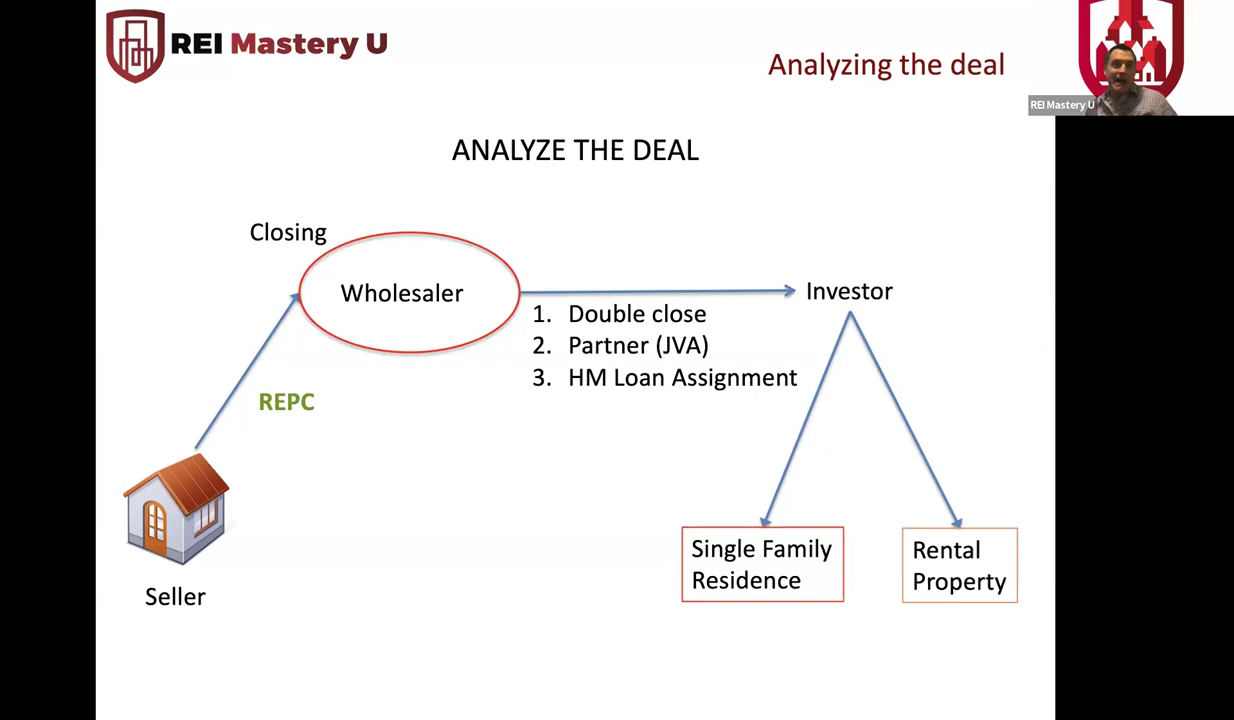 REI Mastery U
Analyzing the deal
REI Mastery U
ANALYZE THE DEAL
Closing
Wholesaler
Investor
1. Double close
2. Partner (JVA)
3. HM Loan Assignment
REPC
Single Family
Residence
Rental
Property
Seller